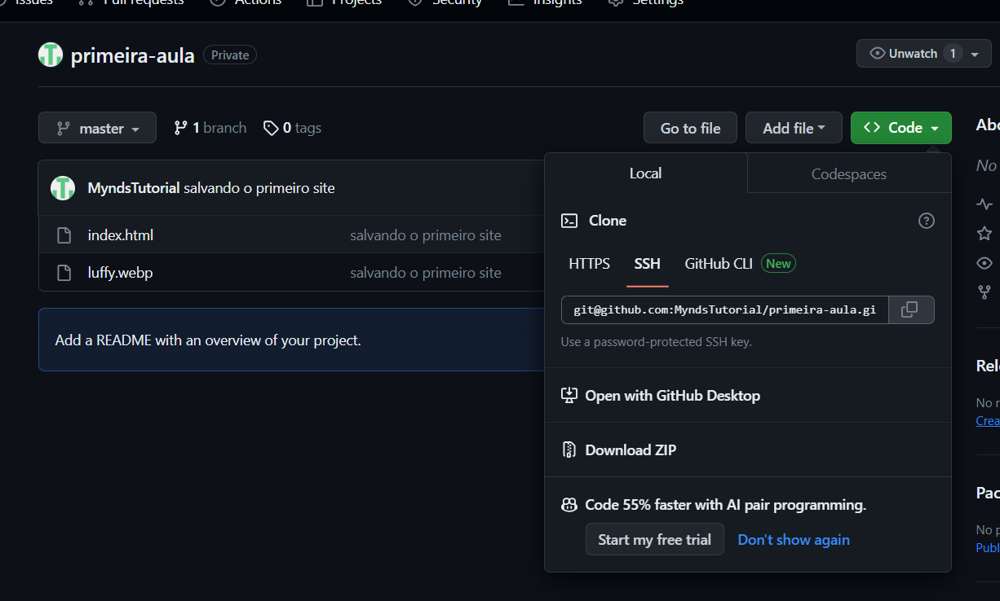 Issues Pull requests Actions Projects Security Insights Settings
primeira-aula Private
Unwatch 1
master 1 branch 0 tags
Go to file Add file Code
MyndsTutorial salvando o primeiro site
index.html salvando o primeiro site
luffy.webp salvando o primeiro site
Add a README with an overview of your project.
Local Codespaces
Clone
HTTPS SSH GitHub CLI New
git@github.com:MyndsTutorial/primeira-aula.gi
Use a password-protected SSH key.
Open with GitHub Desktop
Download ZIP
Code 55% faster with AI pair programming.
Start my free trial Don't show again
Abo
No
Rel
No r
Crea
Pac
No p
Publ